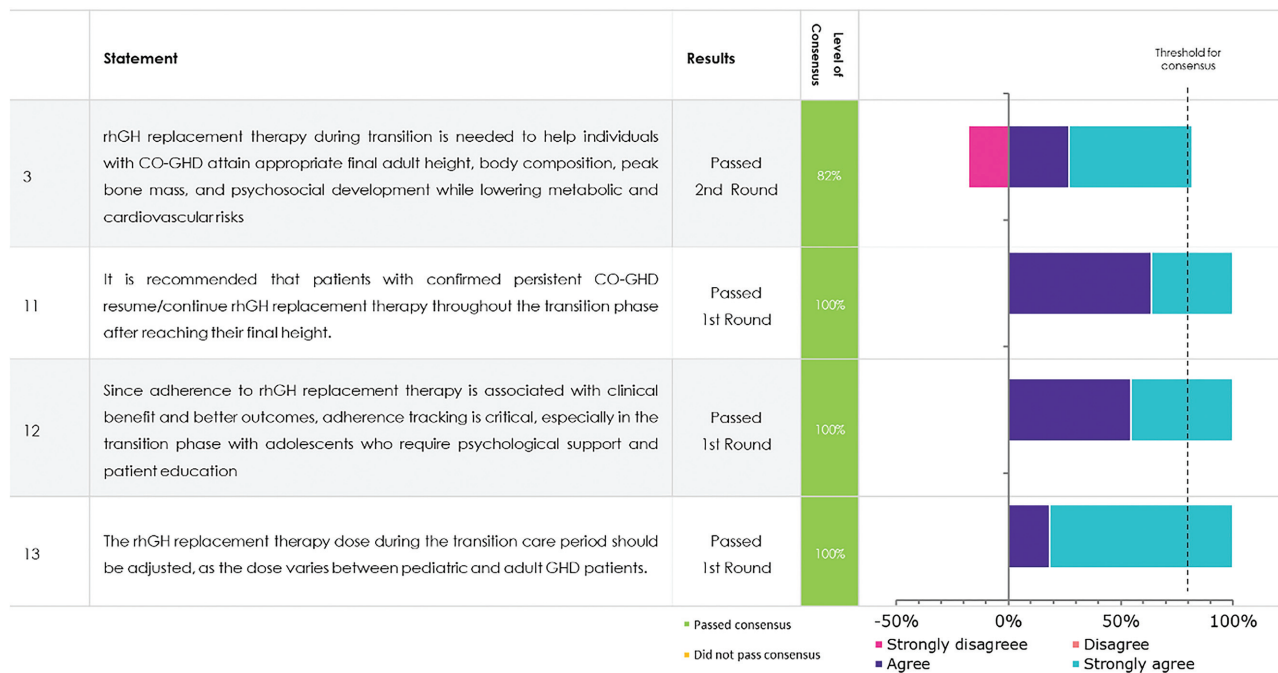 Statement
Results
Level of
Consensus
Threshold for
consensus
3
rhGH replacement therapy during transition is needed to help individuals
with CO-GHD attain appropriate final adult height, body composition, peak
bone mass, and psychosocial development while lowering metabolic and
cardiovascular risks
Passed
2nd Round
82%
11
It is recommended that patients with confirmed persistent CO-GHD
resume/continue rhGH replacement therapy throughout the transition phase
after reaching their final height.
Passed
1st Round
100%
12
Since adherence to rhGH replacement therapy is associated with clinical
benefit and better outcomes, adherence tracking is critical, especially in the
transition phase with adolescents who require psychological support and
patient education
Passed
1st Round
100%
13
The rhGH replacement therapy dose during the transition care period should
be adjusted, as the dose varies between pediatric and adult GHD patients.
Passed
1st Round
100%
-50% 0% 50% 100%
Passed consensus
Did not pass consensus
Strongly disagreee
Disagree
Agree
Strongly agree